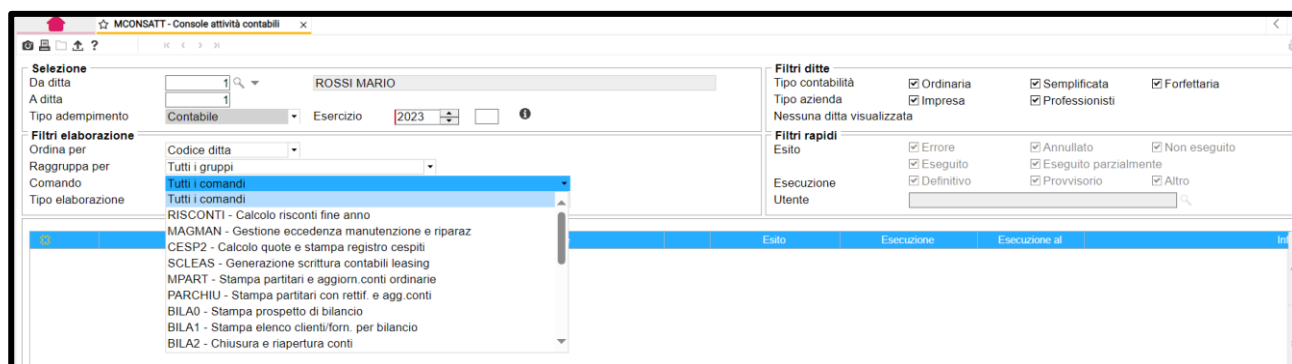 MCONSATT - Console attività contabili x
?
Selezione
Da ditta 1 ROSSI MARIO
A ditta 1
Tipo adempimento Contabile Esercizio 2023
Filtri elaborazione
Ordina per Codice ditta
Raggruppa per Tutti i gruppi
Comando Tutti i comandi
Tipo elaborazione Tutti i comandi
RISCONTI - Calcolo risconti fine anno
MAGMAN - Gestione eccedenza manutenzione e riparaz
CESP2 - Calcolo quote e stampa registro cespiti
SCLEAS - Generazione scrittura contabili leasing
MPART - Stampa partitari e aggiorn.conti ordinarie
PARCHIU - Stampa partitari con rettif. e agg.conti
BILA0 - Stampa prospetto di bilancio
BILA1 - Stampa elenco clienti/forn. per bilancio
BILA2 - Chiusura e riapertura conti
Filtri ditte
Tipo contabilità Ordinaria Semplificata Forfettaria
Tipo azienda Impresa Professionisti
Nessuna ditta visualizzata
Filtri rapidi
Esito Errore Annullato Non eseguito
Eseguito Eseguito parzialmente
Esecuzione Definitivo Provvisorio Altro
Utente
Esito Esecuzione Esecuzione al